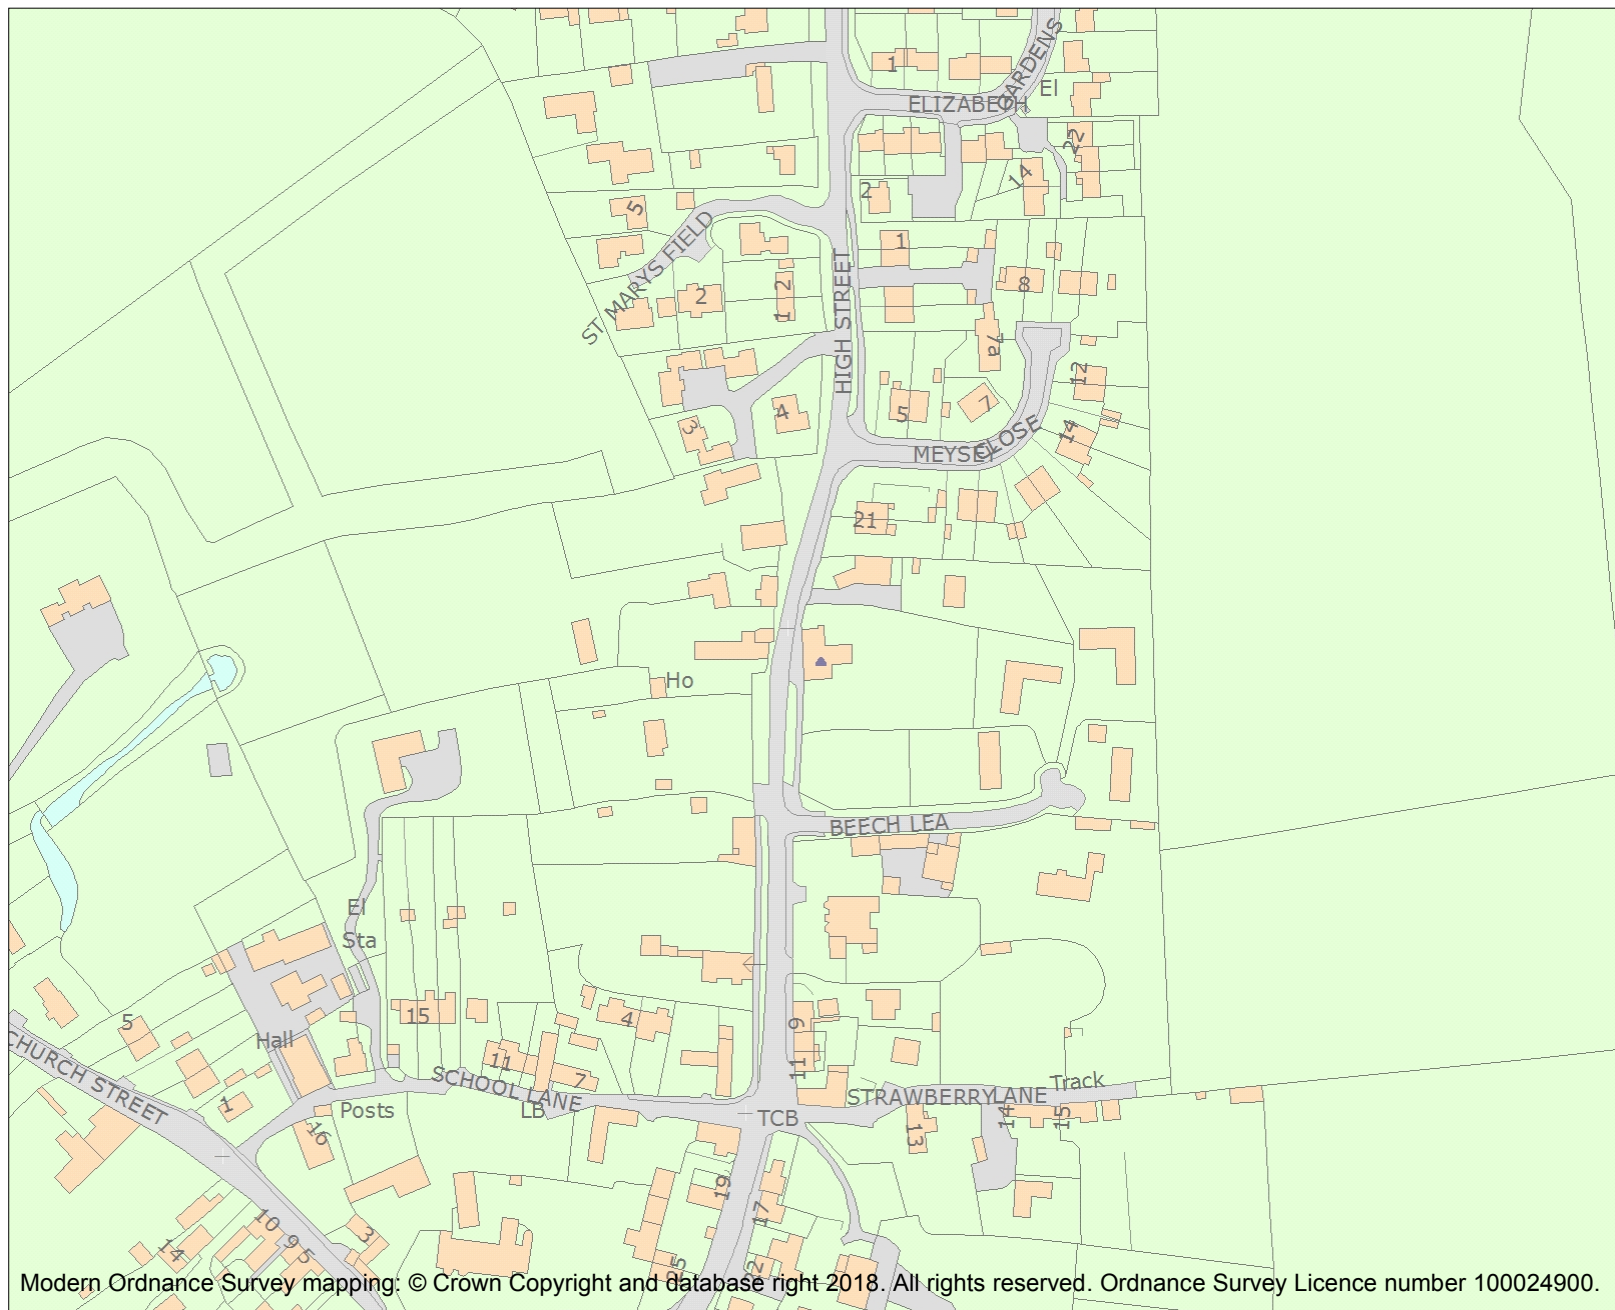 1
GARDENS
El
ELIZABETH
22
14
2
5
1
ST MARYS FIELD
HIGH STREET
8
2
2
1
7a
12
4
5
7
3
14
MEYSEY
CLOSE
21
Ho
BEECH LEA
El
Sta
15
4
9
5
Hall
11
11
7
CHURCH STREET
SCHOOL LANE
Track
STRAWBERRY LANE
1
Posts
LB
TCB
14
15
16
13
19
17
10
9
5
3
14
25
22
Modern Ordnance Survey mapping: © Crown Copyright and database right 2018. All rights reserved. Ordnance Survey Licence number 100024900.